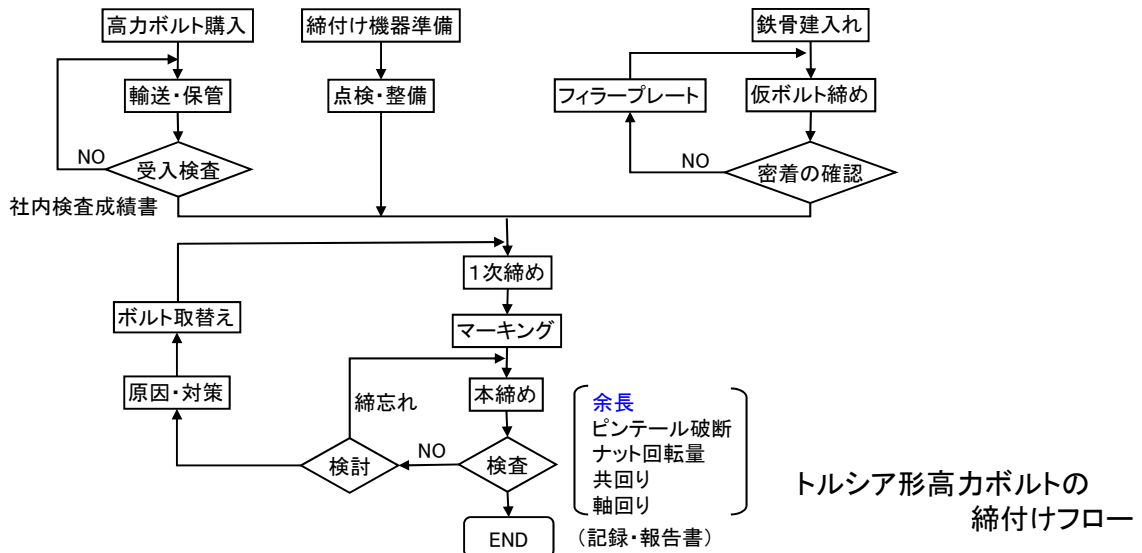 高力ボルト購入
締付け機器準備
鉄骨建入れ
輸送・保管
点検・整備
フィラープレート
仮ボルト締め
NO
受入検査
NO
密着の確認
社内検査成績書
1次締め
ボルト取替え
マーキング
原因・対策
締忘れ
本締め
余長
ピンテール破断
ナット回転量
共回り
軸回り
検討
NO
検査
トルシア形高力ボルトの
締付けフロー
END
(記録・報告書)